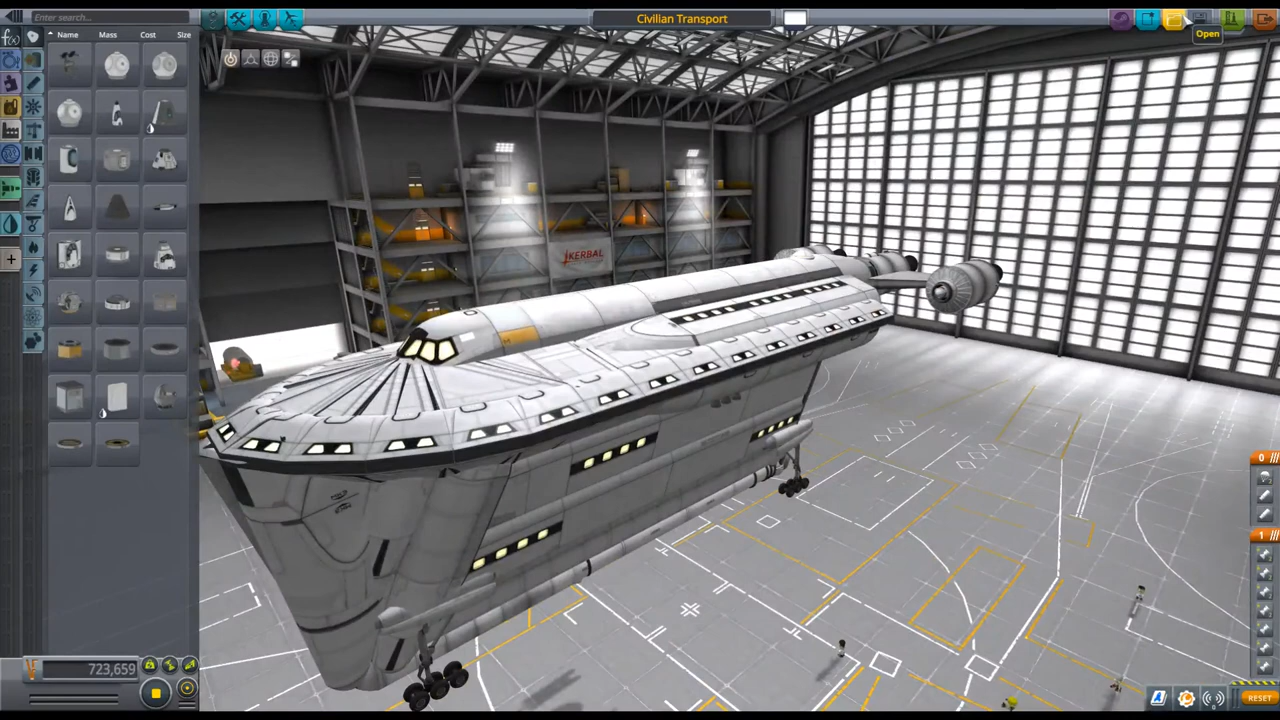 Enter search...
Civilian Transport
Open
Name Mass Cost Size
f(x)
KERBAL
0
1
723,659
RESET